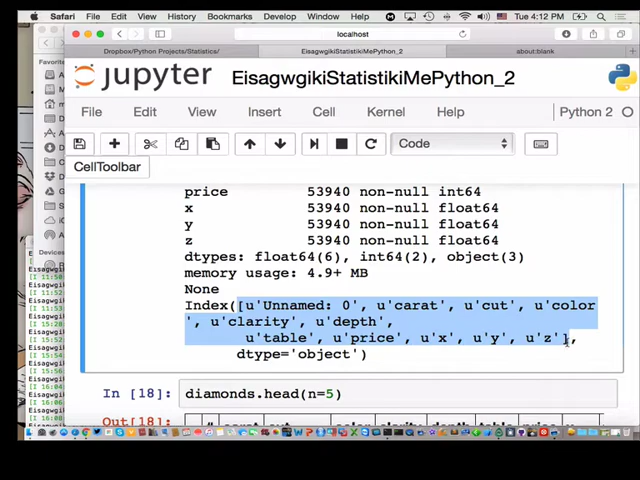 Safari File Edit View History Bookmarks Develop Window Help Tue 4:12 PM
localhost
Dropbox/Python Projects/Statistics/ EisagwgikiStatistikiMePython_2 about:blank
jupyter EisagwgikiStatistikiMePython_2
File Edit View Insert Cell Kernel Help Python 2
Code
CellToolbar
price 53940 non-null int64
x 53940 non-null float64
y 53940 non-null float64
z 53940 non-null float64
dtypes: float64(6), int64(2), object(3)
memory usage: 4.9+ MB
None
Index([u'Unnamed: 0', u'carat', u'cut', u'color
', u'clarity', u'depth',
u'table', u'price', u'x', u'y', u'z'],
dtype='object')
In [18]: diamonds.head(n=5)
Out[18]: